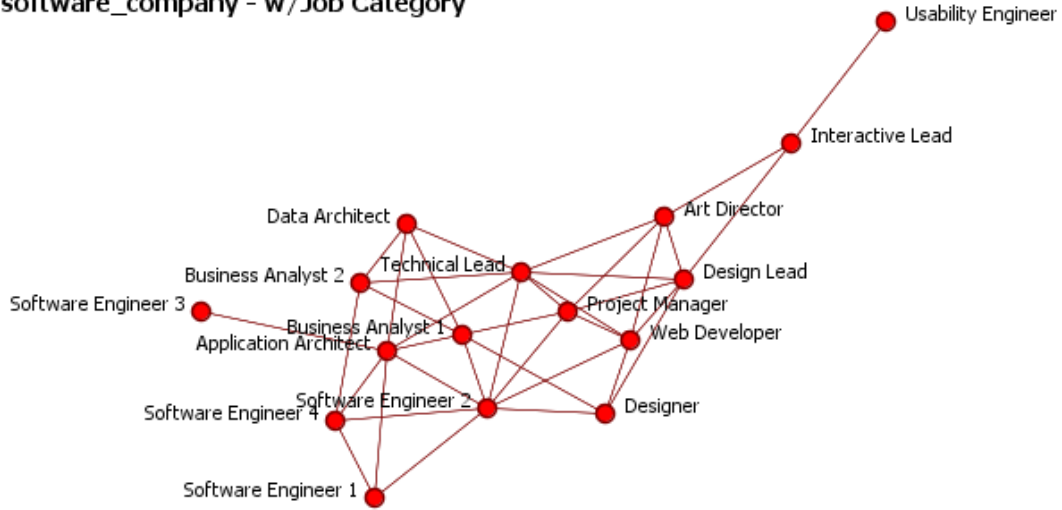 software_company - w/Job Category
Usability Engineer
Interactive Lead
Art Director
Data Architect
Technical Lead
Design Lead
Business Analyst 2
Software Engineer 3
Project Manager
Business Analyst 1
Web Developer
Application Architect
Software Engineer 2
Designer
Software Engineer 4
Software Engineer 1